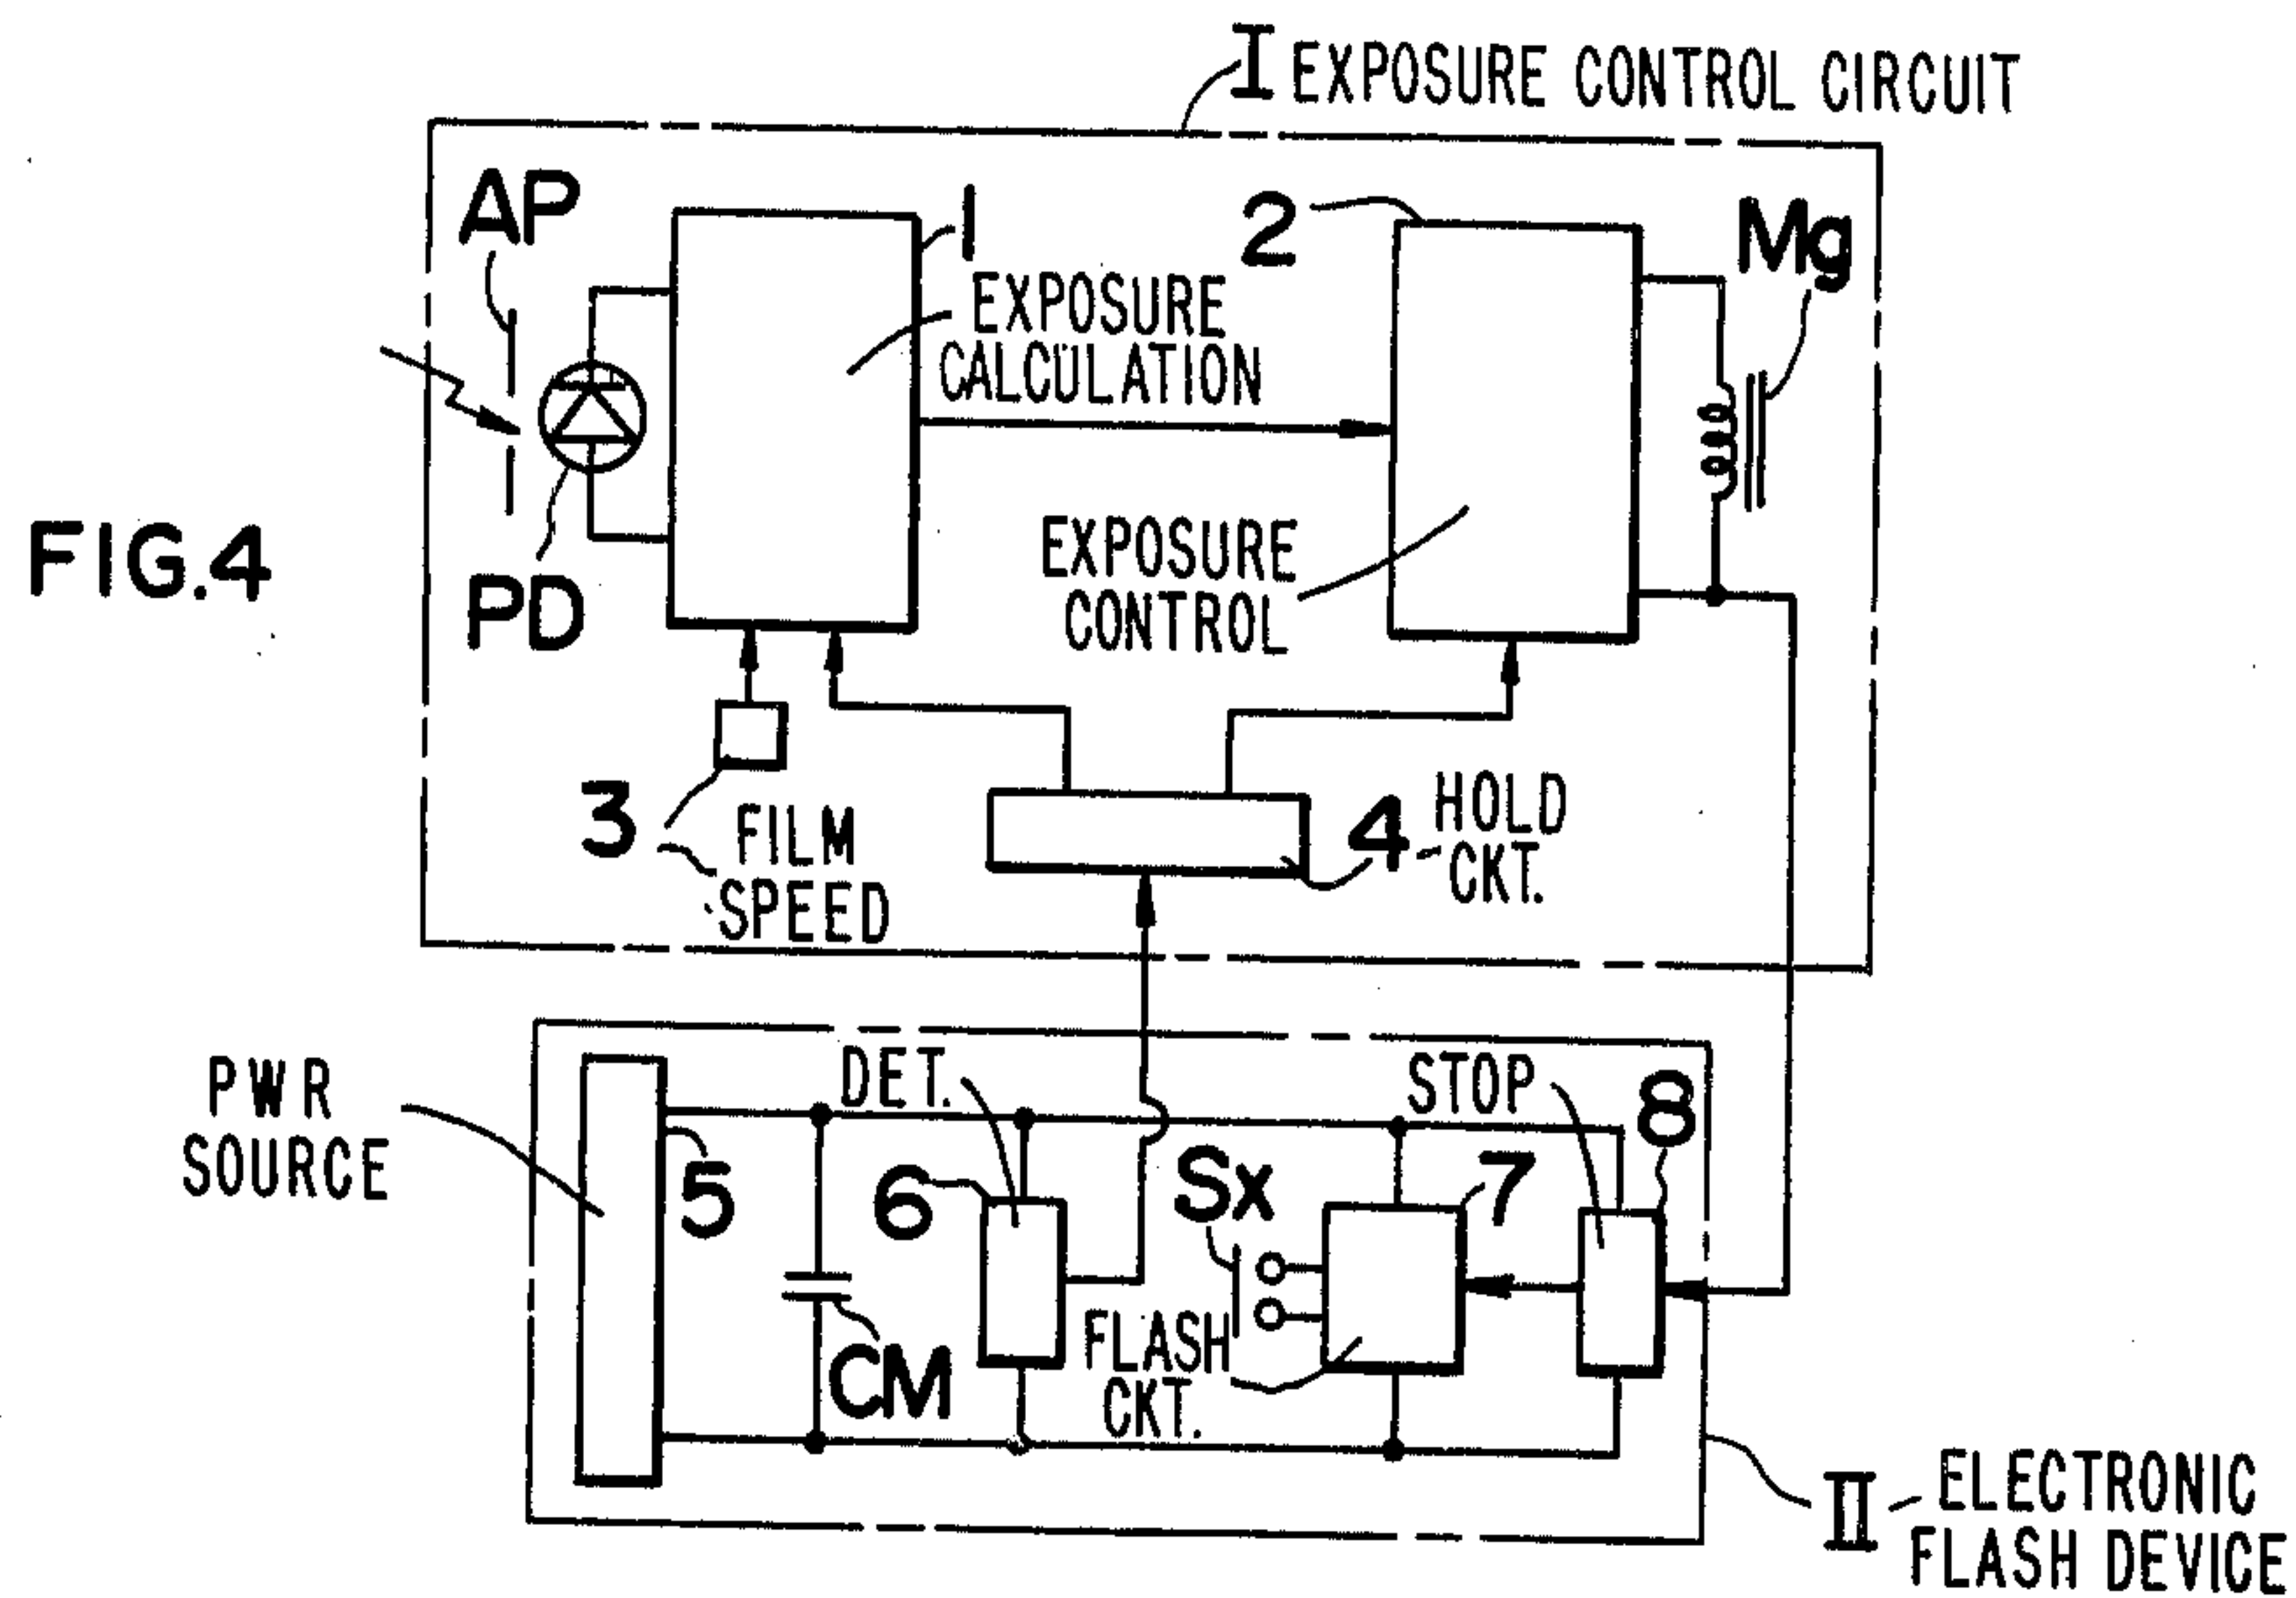 I EXPOSURE CONTROL CIRCUIT
AP
1
2
Mg
EXPOSURE
CALCULATION
FIG.4
PD
EXPOSURE
CONTROL
3
FILM
SPEED
4
HOLD
CKT.
PWR
SOURCE
DET.
STOP
8
5
6
Sx
7
CM
FLASH
CKT.
II
ELECTRONIC
FLASH DEVICE